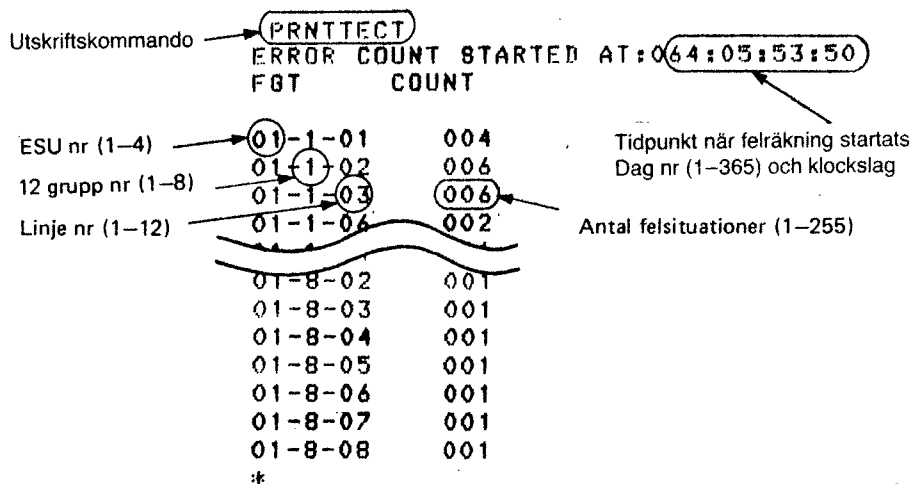 Utskriftskommando
PRNTTECT
ERROR COUNT STARTED AT:064:05:53:50
FGT COUNT
ESU nr (1–4)
01-1-01 004
Tidpunkt när felräkning startats
01-1-02 006
Dag nr (1–365) och klockslag
12 grupp nr (1–8)
01-1-03 006
Linje nr (1–12)
01-1-06 002
Antal felsituationer (1–255)
01-8-02 001
01-8-03 001
01-8-04 001
01-8-05 001
01-8-06 001
01-8-07 001
01-8-08 001
*